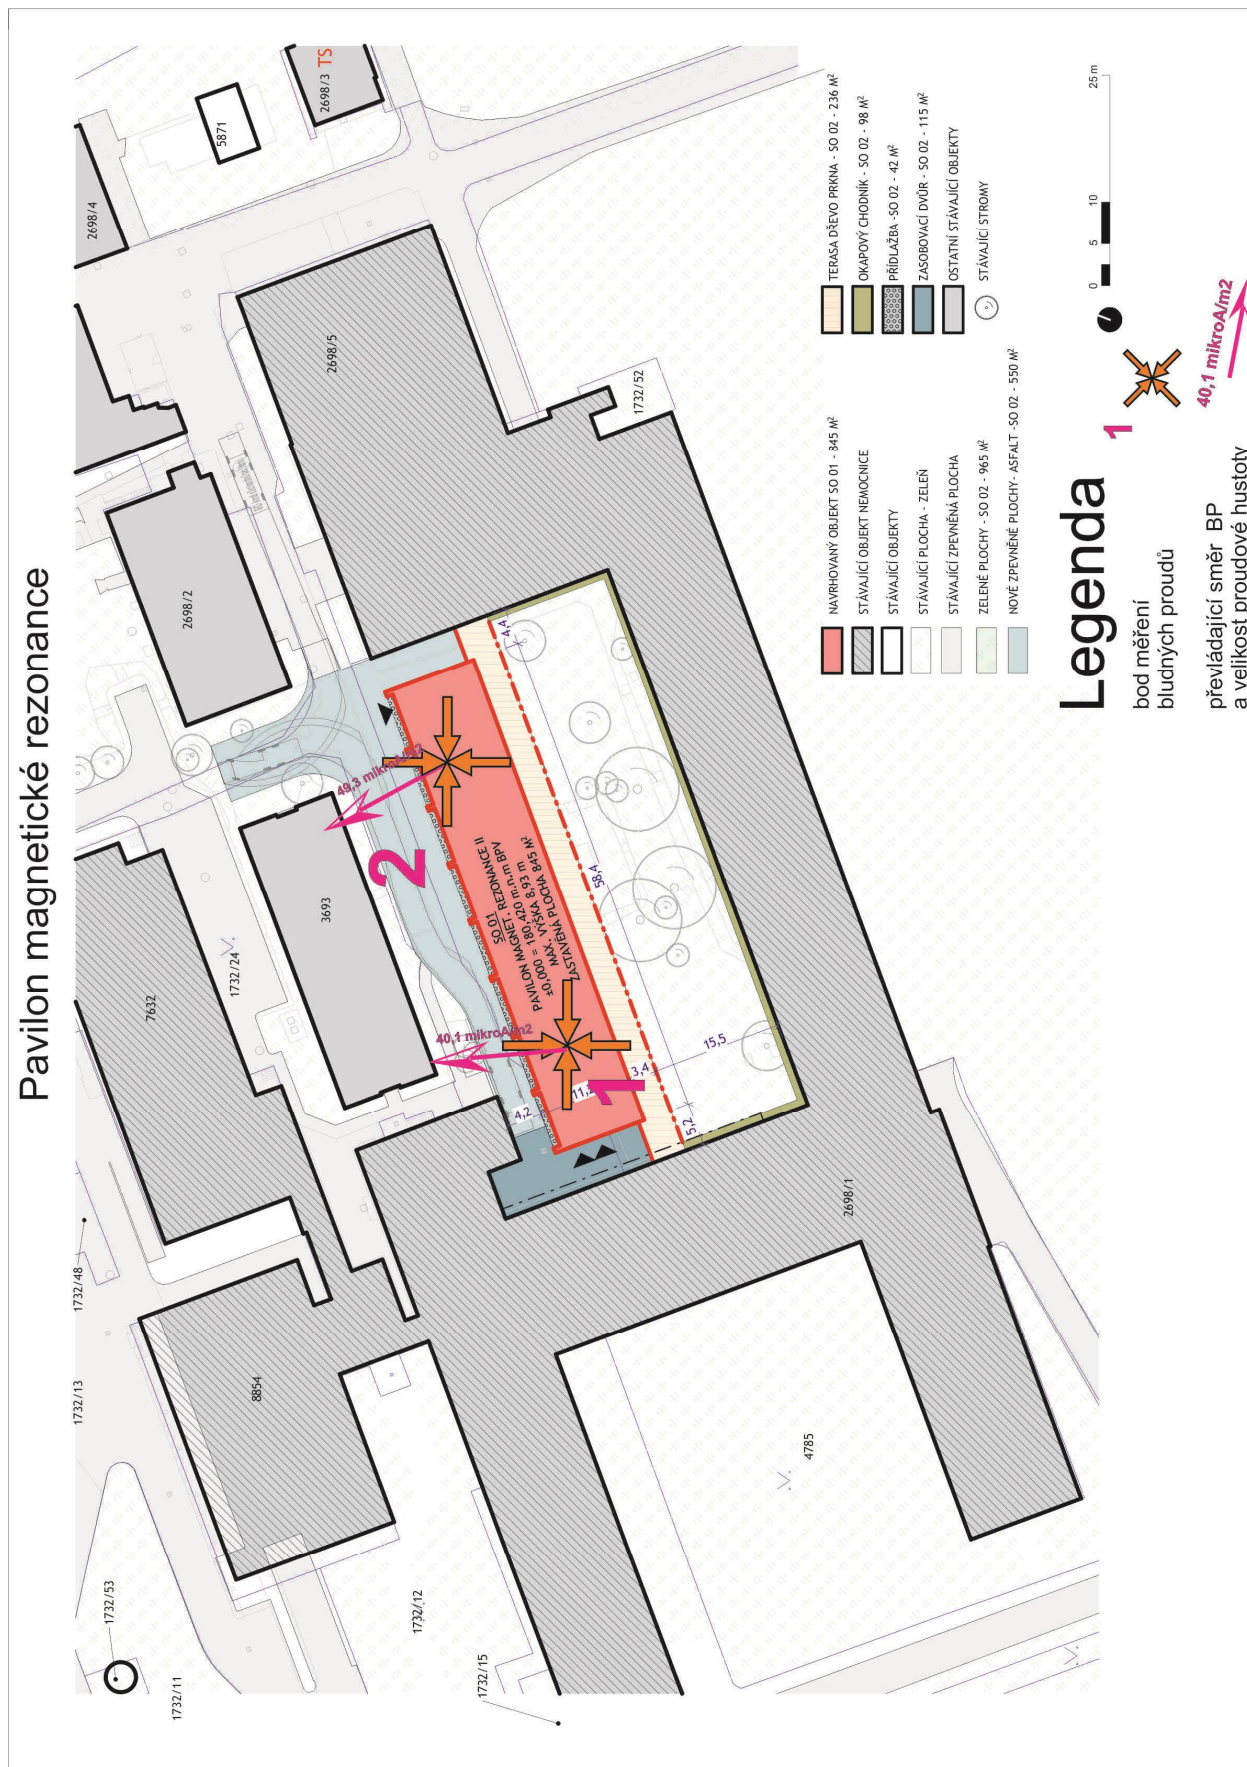 Pavilon magnetické rezonance
TS
2698/3
5871
2698/4
2698/5
1732/52
2698/2
3693
1732/24
7632
1732/48
1732/13
8854
1732/53
1732/11
1732/12
1732/15
4785
2698/1
49,3 mikroA/m2
2
40,1 mikroA/m2
1
SO 01
PAVILON MAGNET. REZONANCE II
±0,000 = 180,420 m.n.m BPV
MAX. VÝŠKA 8,93 m
ZASTAVĚNÁ PLOCHA 845 M²
4,4
58,4
15,5
3,4
5,2
4,2
NAVRHOVANÝ OBJEKT SO 01 - 845 M²
STÁVAJÍCÍ OBJEKT NEMOCNICE
STÁVAJÍCÍ OBJEKTY
STÁVAJÍCÍ PLOCHA - ZELEŇ
STÁVAJÍCÍ ZPEVNĚNÁ PLOCHA
ZELENÉ PLOCHY - SO 02 - 965 M²
NOVÉ ZPEVNĚNÉ PLOCHY- ASFALT -SO 02 - 550 M²
TERASA DŘEVO PRKNA - SO 02 - 236 M²
OKAPOVÝ CHODNÍK - SO 02 - 98 M²
PŘÍDLAŽBA -SO 02 - 42 M²
ZASOBOVACÍ DVŮR - SO 02 - 115 M²
OSTATNÍ STÁVAJÍCÍ OBJEKTY
STÁVAJÍCÍ STROMY
0 5 10 25 m
Legenda
bod měření
bludných proudů
1
převládající směr BP
a velikost proudové hustoty
40,1 mikroA/m2